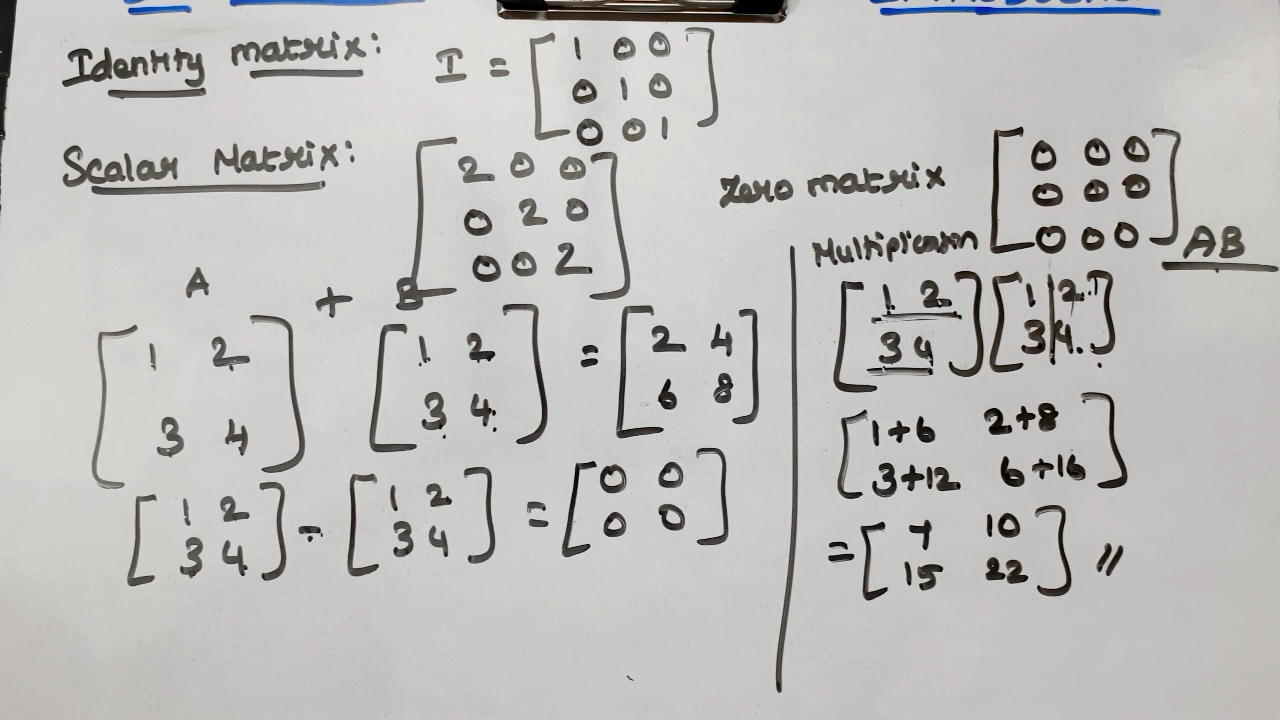 Identity matrix: I = [1 0 0
0 1 0
0 0 1]
Scalar Matrix: [2 0 0
0 2 0
0 0 2]
Zero matrix [0 0 0
0 0 0
0 0 0]
A + B
[1 2
3 4] [1 2
3 4] = [2 4
6 8]
[1 2
3 4] - [1 2
3 4] = [0 0
0 0]
AB
[1 2
3 4] [1 2
3 4]
[1+6 2+8
3+12 6+16]
= [7 10
15 22] //